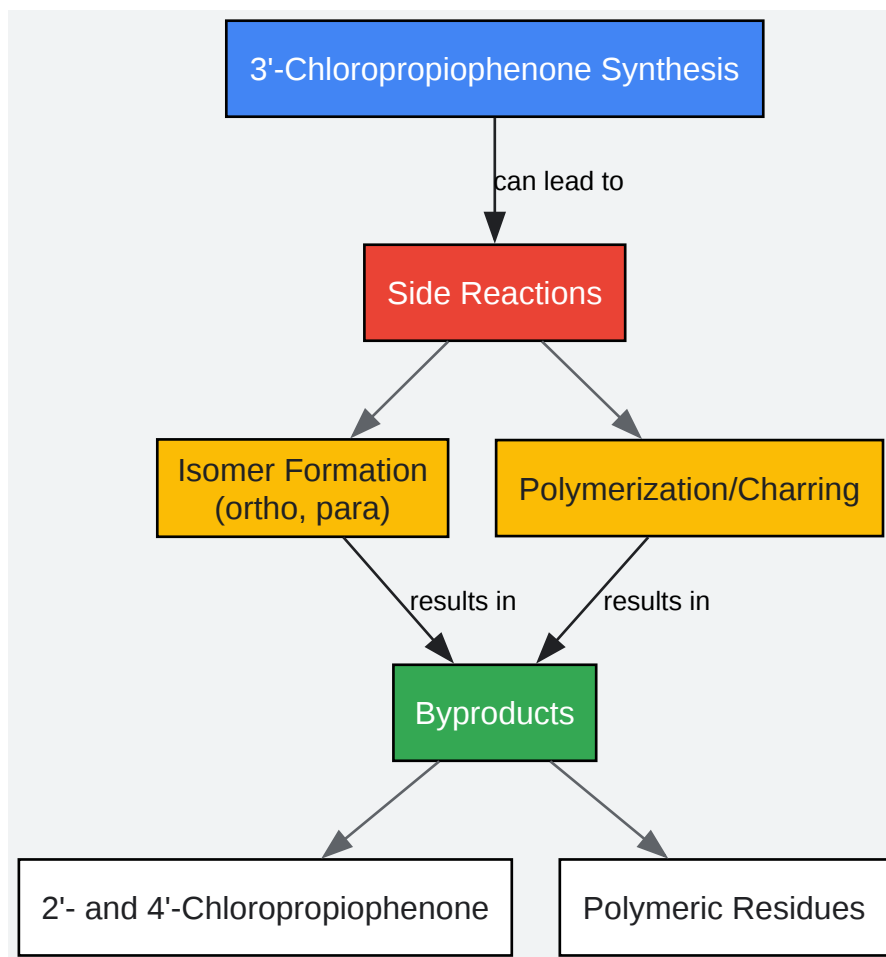 3'-Chloropropiophenone Synthesis
can lead to
Side Reactions
Isomer Formation
(ortho, para)
Polymerization/Charring
results in
results in
Byproducts
2'- and 4'-Chloropropiophenone
Polymeric Residues